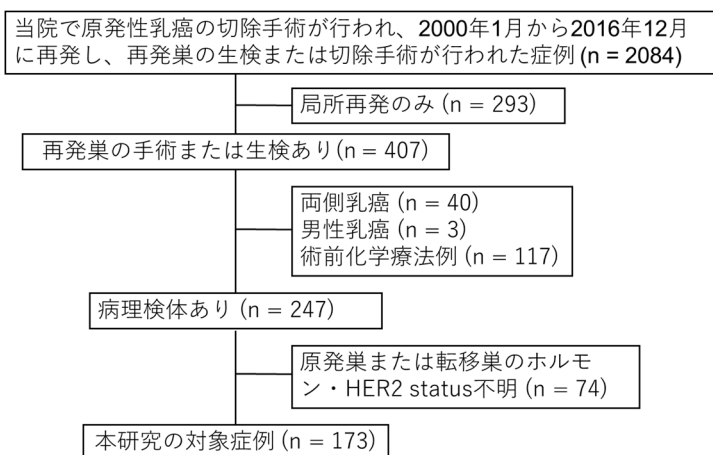 当院で原発性乳癌の切除手術が行われ、2000年1月から2016年12月
に再発し、再発巣の生検または切除手術が行われた症例 (n = 2084)
局所再発のみ (n = 293)
再発巣の手術または生検あり(n = 407)
両側乳癌 (n = 40)
男性乳癌 (n = 3)
術前化学療法例 (n = 117)
病理検体あり (n = 247)
原発巣または転移巣のホルモ
ン・HER2 status不明 (n = 74)
本研究の対象症例 (n = 173)